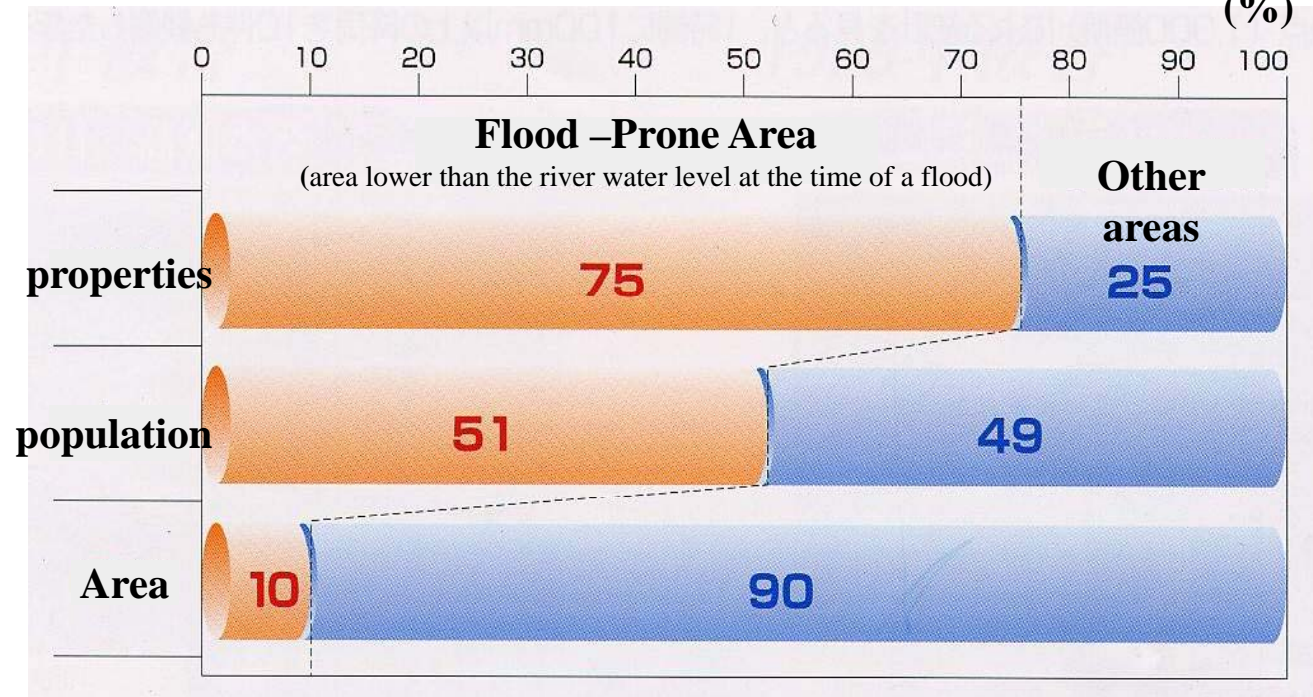 (%)
0 10 20 30 40 50 60 70 80 90 100
Flood –Prone Area
(area lower than the river water level at the time of a flood)
Other
areas
properties
75
25
population
51
49
Area
10
90